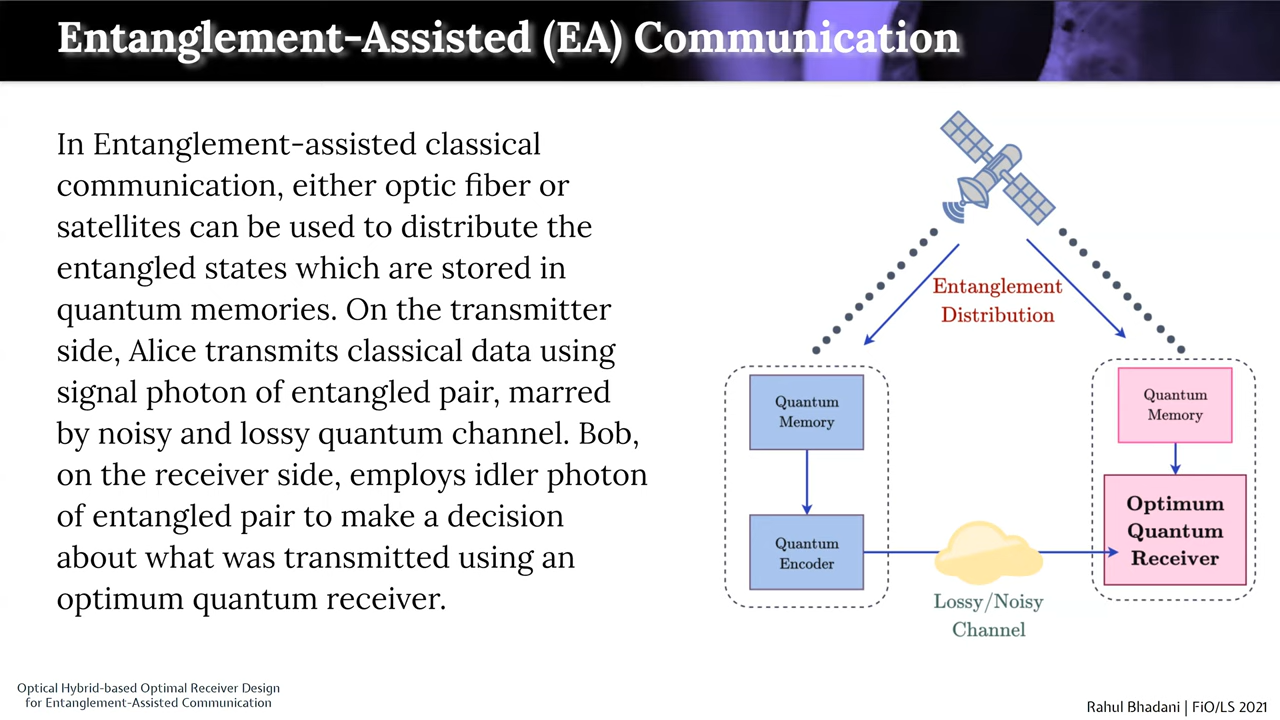 Entanglement-Assisted (EA) Communication
In Entanglement-assisted classical
communication, either optic fiber or
satellites can be used to distribute the
entangled states which are stored in
quantum memories. On the transmitter
side, Alice transmits classical data using
signal photon of entangled pair, marred
by noisy and lossy quantum channel. Bob,
on the receiver side, employs idler photon
of entangled pair to make a decision
about what was transmitted using an
optimum quantum receiver.
Entanglement
Distribution
Quantum
Memory
Quantum
Encoder
Quantum
Memory
Optimum
Quantum
Receiver
Lossy/Noisy
Channel
Optical Hybrid-based Optimal Receiver Design
for Entanglement-Assisted Communication
Rahul Bhadani | FiO/LS 2021